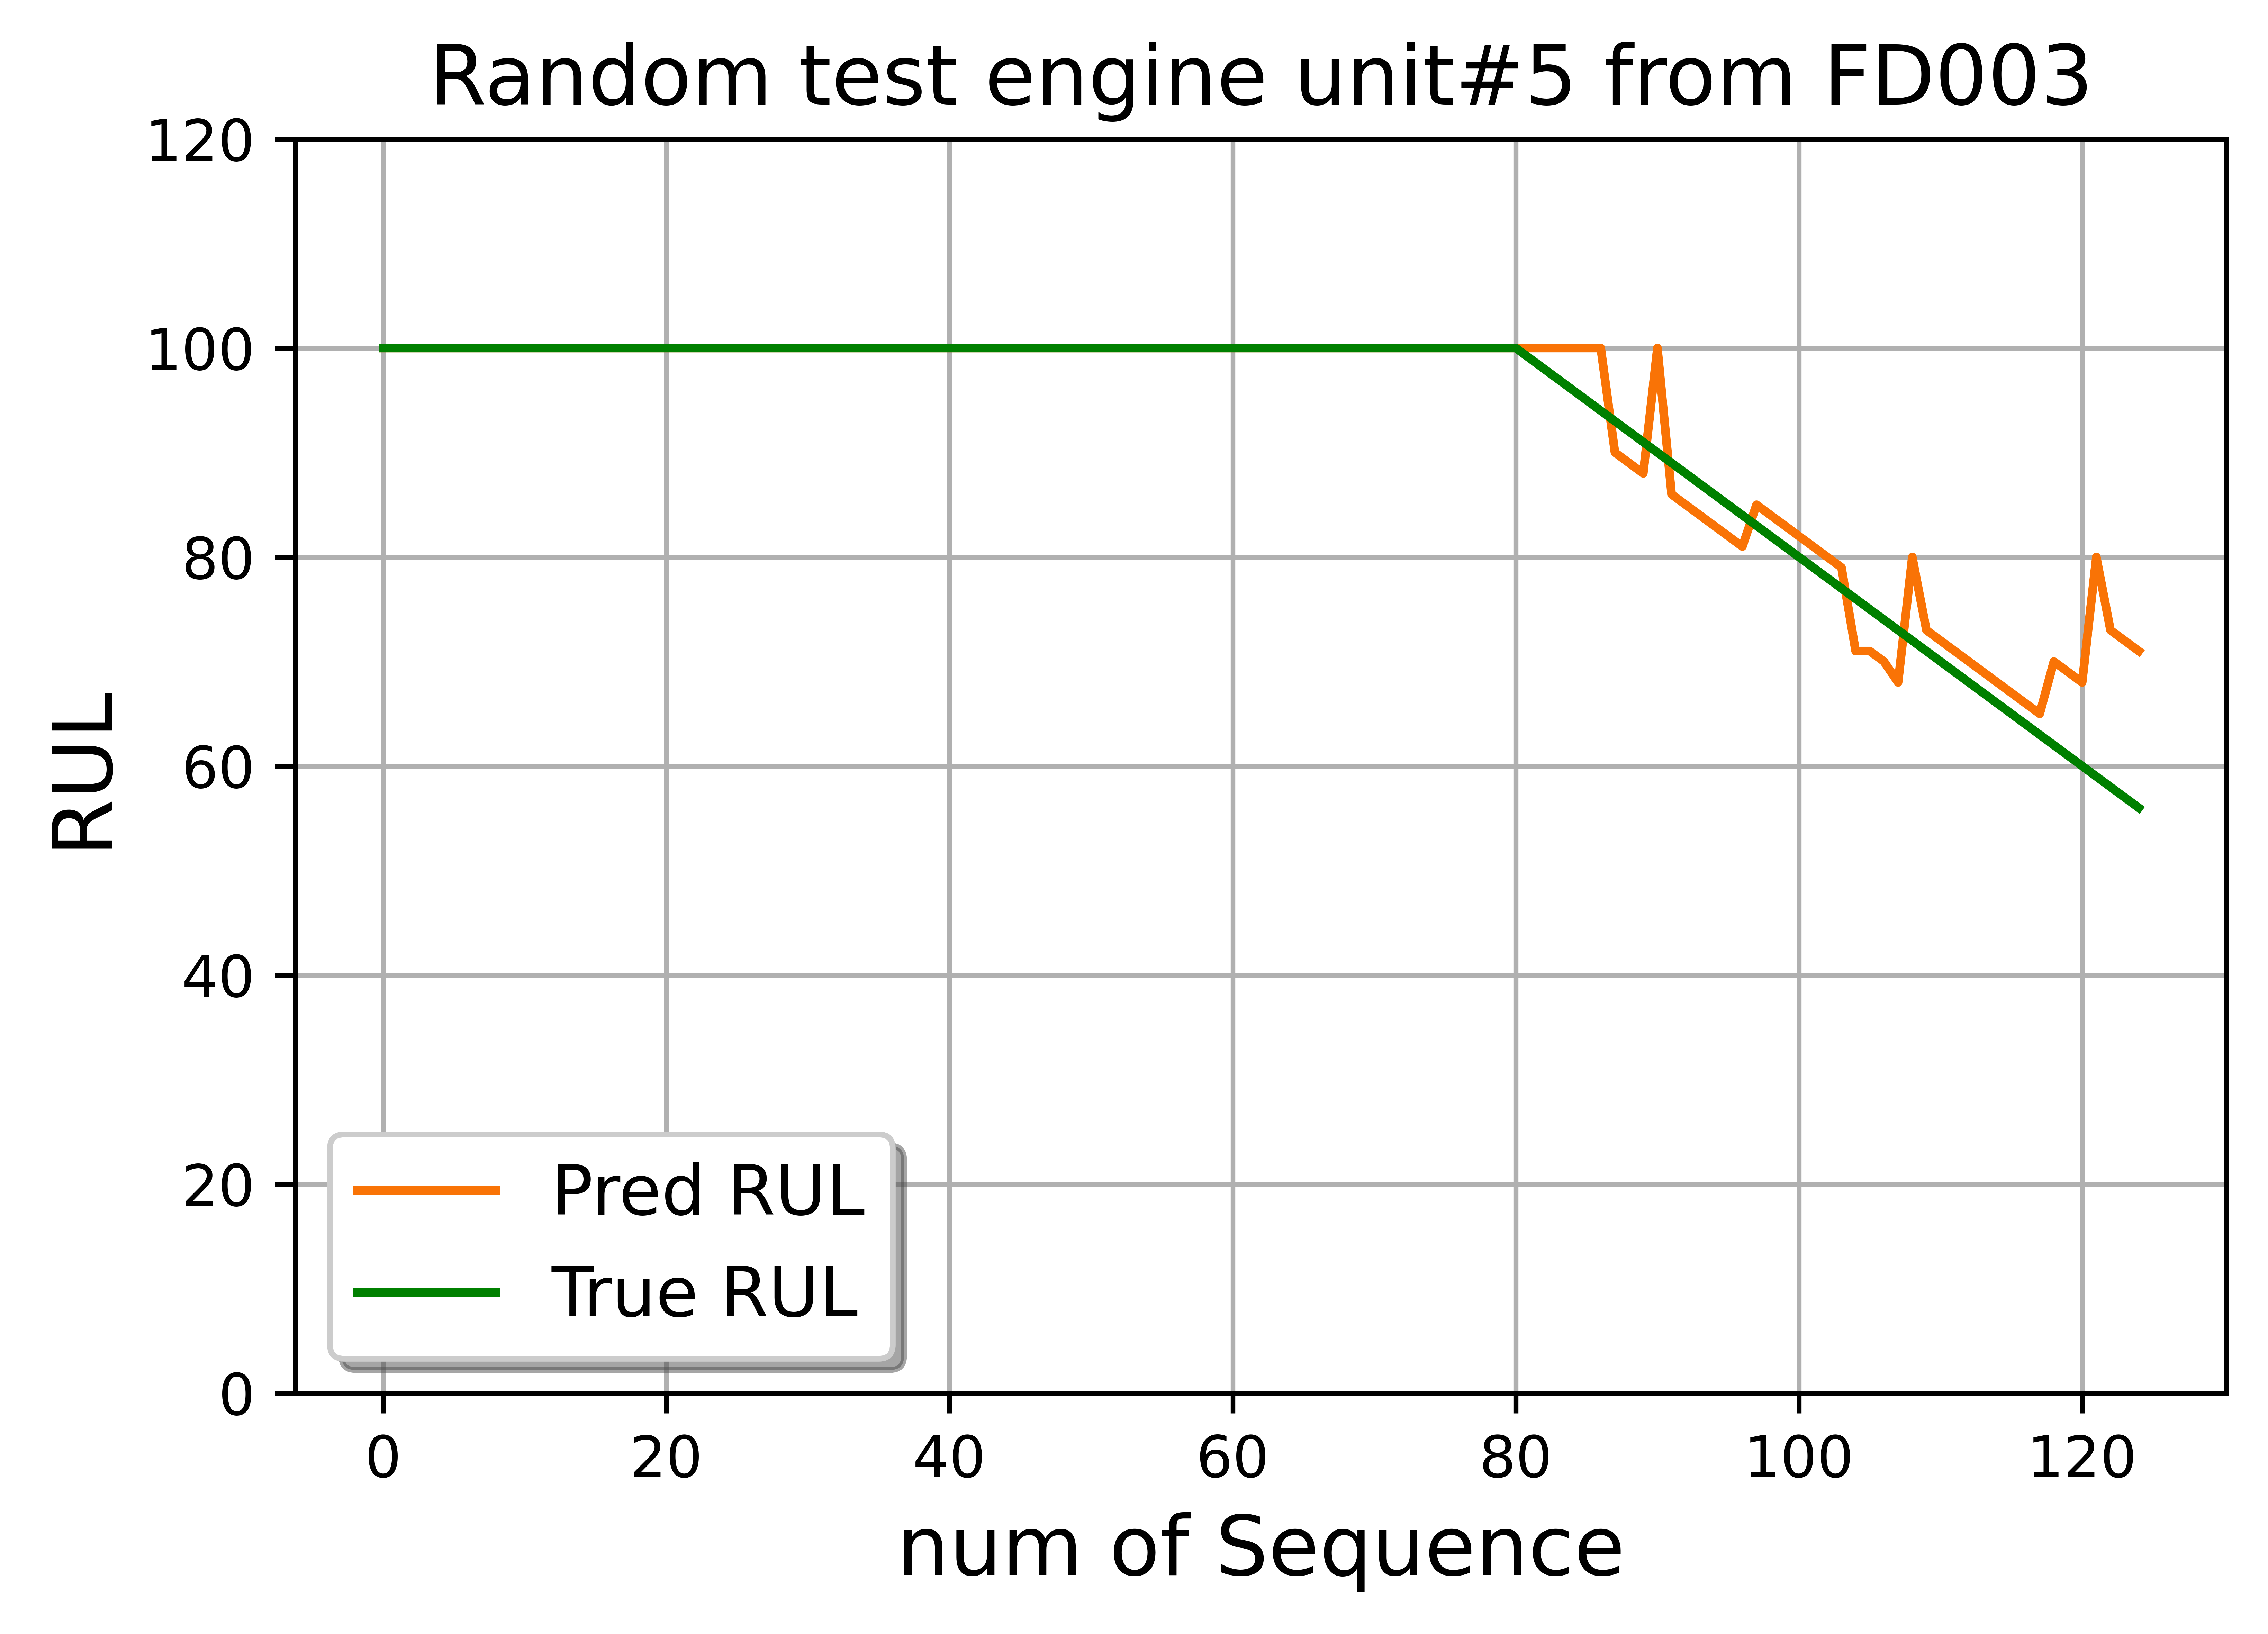 Random test engine unit#5 from FD003
120
100
80
60
40
20
0
RUL
Pred RUL
True RUL
0 20 40 60 80 100 120
num of Sequence